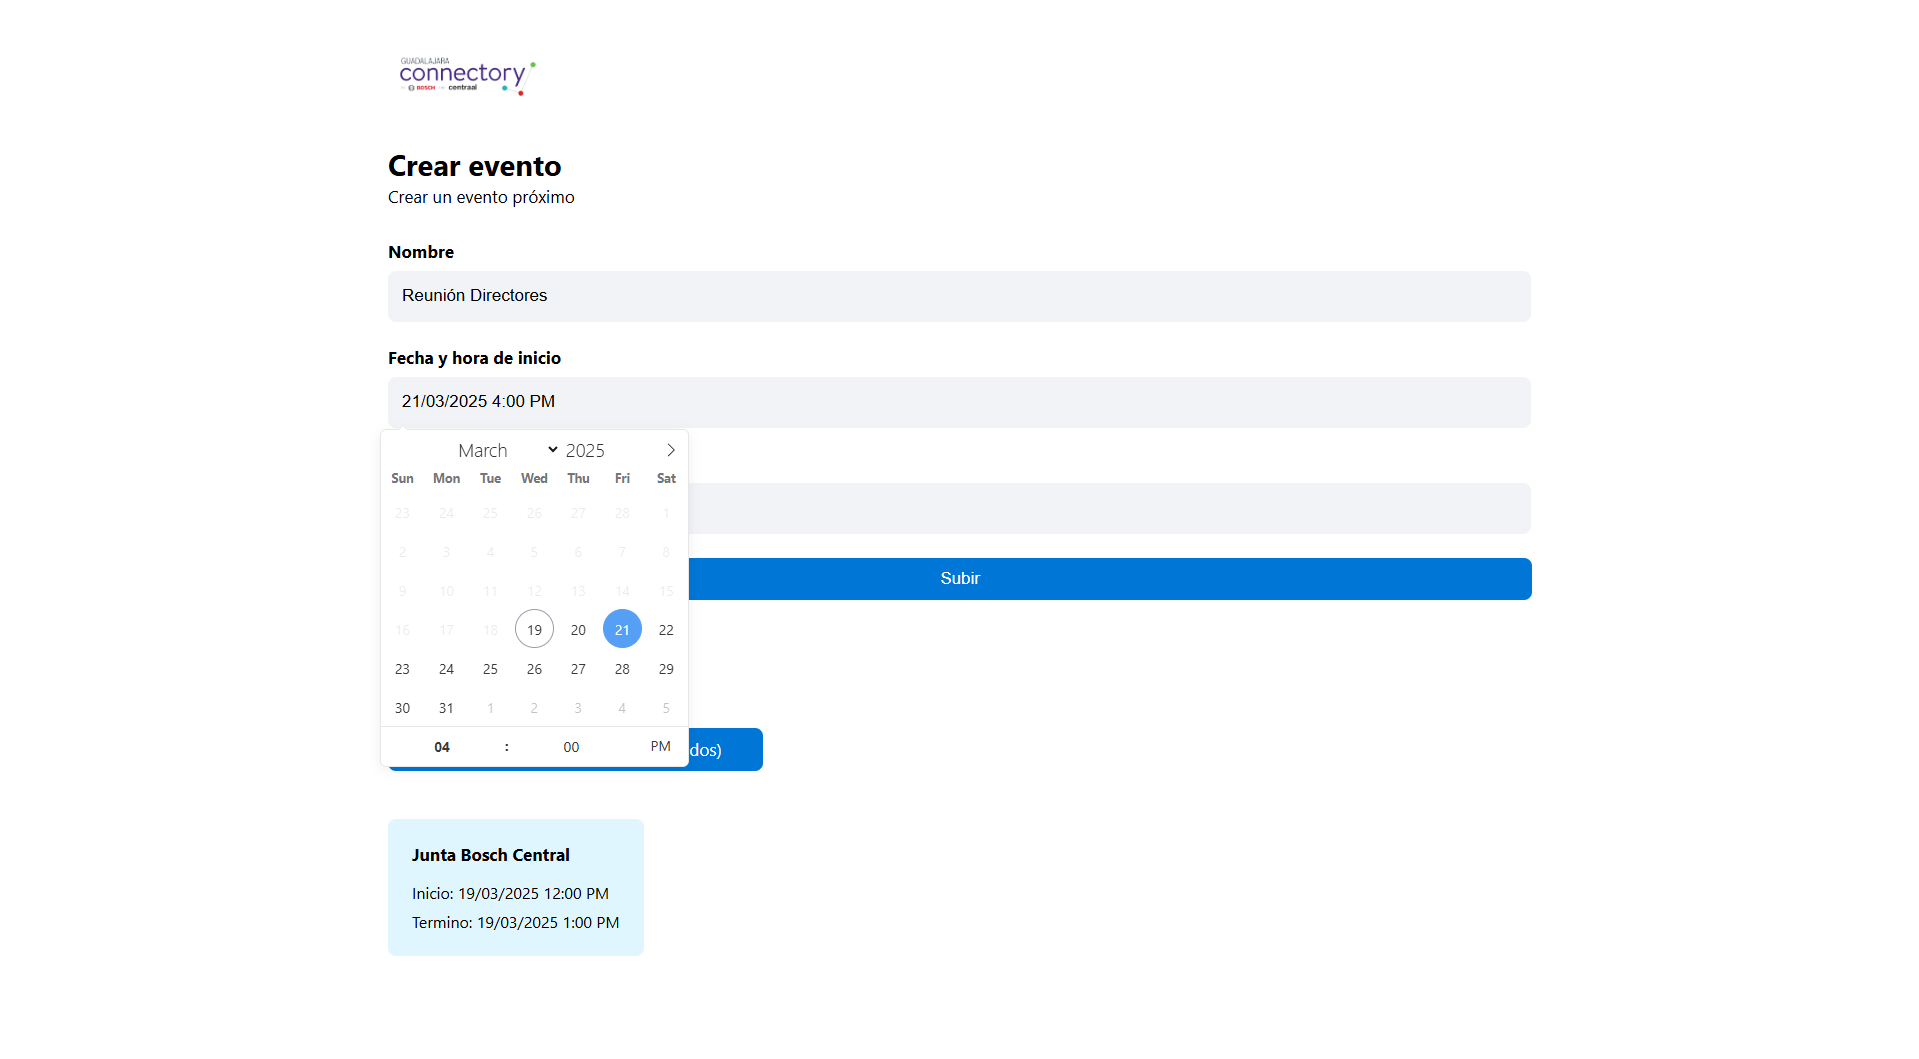 GUADALAJARA
connectory
BOSCH centraal
Crear evento
Crear un evento próximo
Nombre
Reunión Directores
Fecha y hora de inicio
21/03/2025 4:00 PM
March 2025
Sun Mon Tue Wed Thu Fri Sat
23 24 25 26 27 28 1
2 3 4 5 6 7 8
9 10 11 12 13 14 15
16 17 18 19 20 21 22
23 24 25 26 27 28 29
30 31 1 2 3 4 5
04 : 00 PM
Subir
dos)
Junta Bosch Central
Inicio: 19/03/2025 12:00 PM
Termino: 19/03/2025 1:00 PM